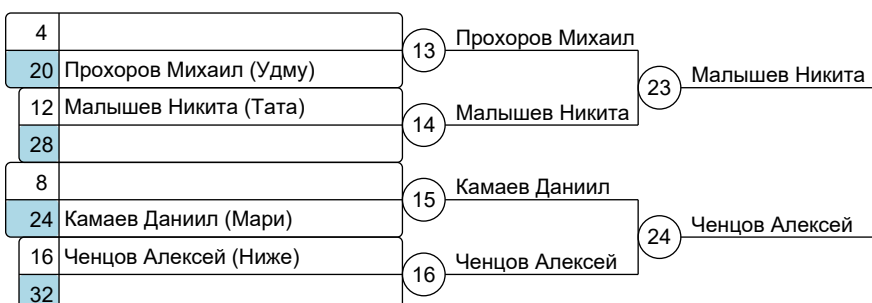 4
20 Прохоров Михаил (Удму)
12 Малышев Никита (Тата)
28
8
24 Камаев Даниил (Мари)
16 Ченцов Алексей (Ниже)
32
13 Прохоров Михаил
14 Малышев Никита
15 Камаев Даниил
16 Ченцов Алексей
23 Малышев Никита
24 Ченцов Алексей